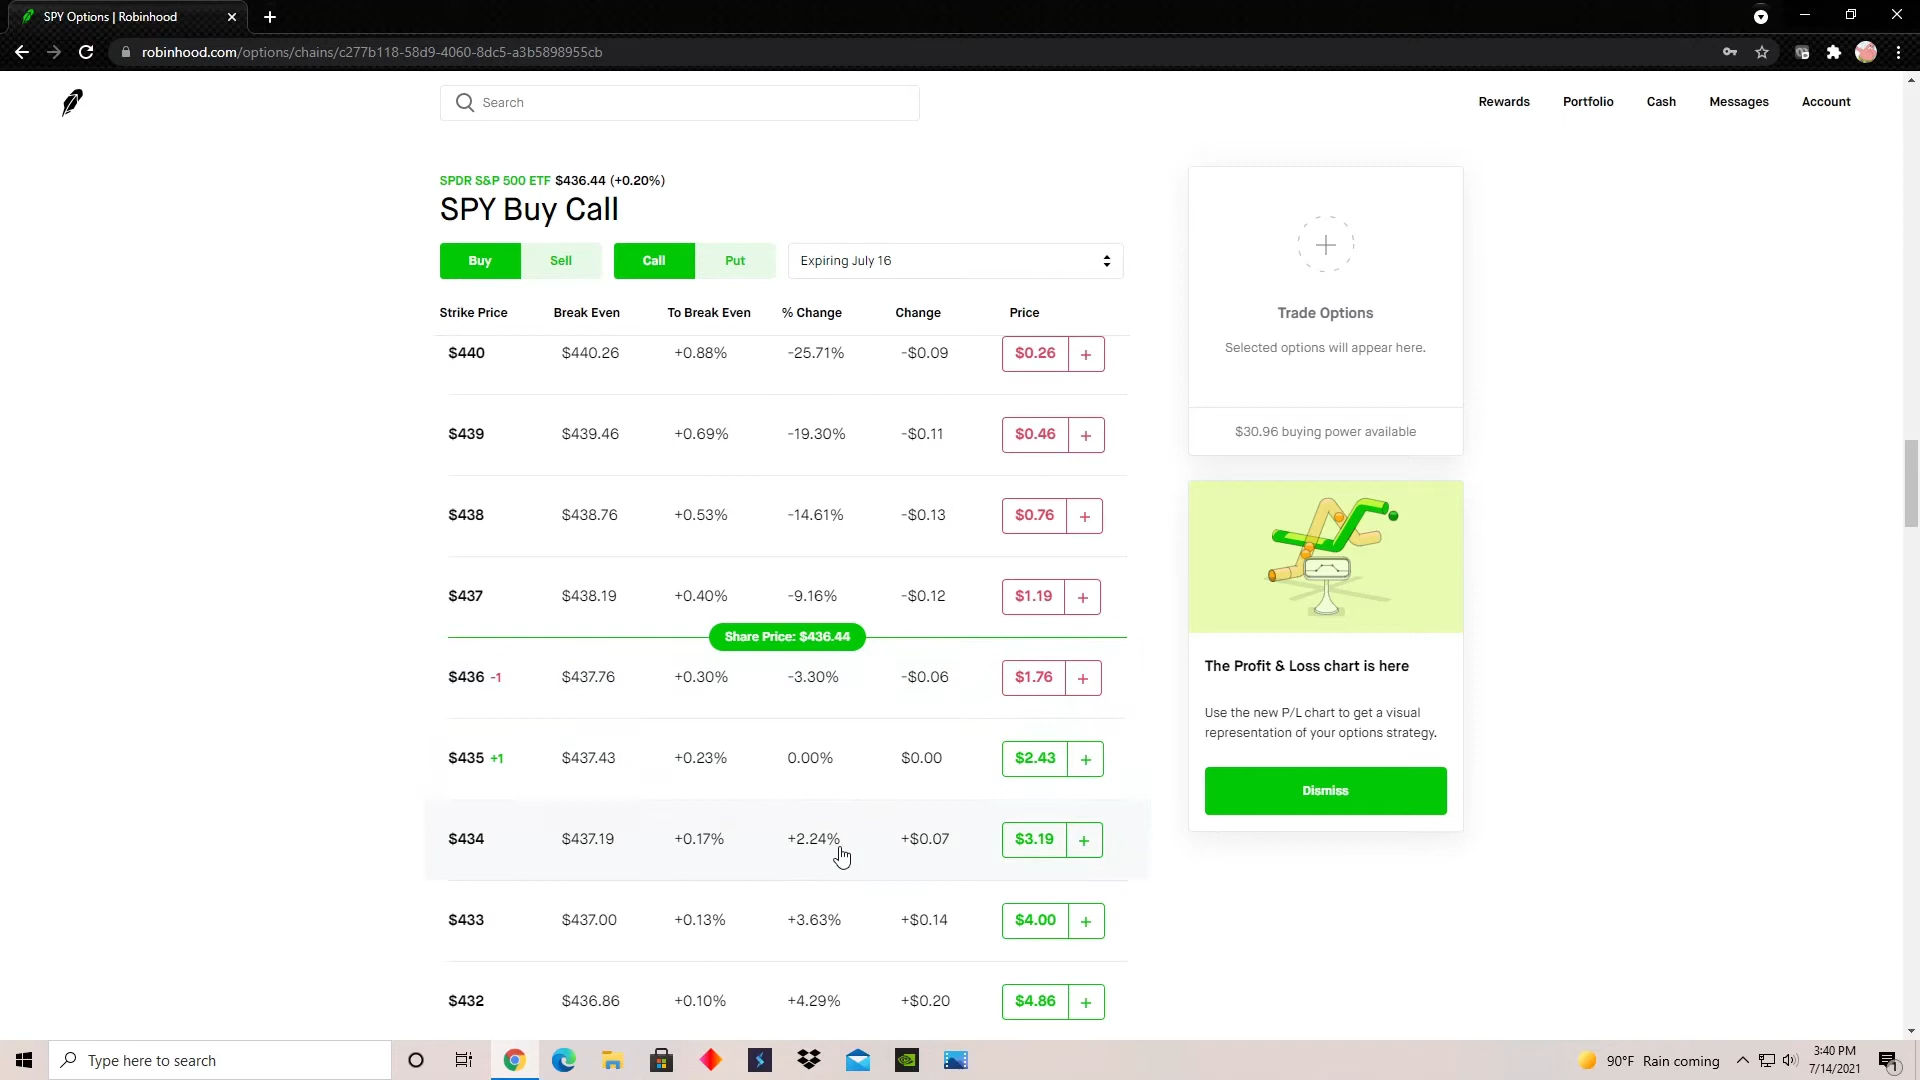 SPY Options | Robinhood
robinhood.com/options/chains/c277b118-58d9-4060-8dc5-a3b5898955cb
Search
Rewards Portfolio Cash Messages Account
SPDR S&P 500 ETF $436.44 (+0.20%)
SPY Buy Call
Buy Sell Call Put Expiring July 16
Strike Price Break Even To Break Even % Change Change Price
$440 $440.26 +0.88% -25.71% -$0.09 $0.26 +
$439 $439.46 +0.69% -19.30% -$0.11 $0.46 +
$438 $438.76 +0.53% -14.61% -$0.13 $0.76 +
$437 $438.19 +0.40% -9.16% -$0.12 $1.19 +
Share Price: $436.44
$436 -1 $437.76 +0.30% -3.30% -$0.06 $1.76 +
$435 +1 $437.43 +0.23% 0.00% $0.00 $2.43 +
$434 $437.19 +0.17% +2.24% +$0.07 $3.19 +
$433 $437.00 +0.13% +3.63% +$0.14 $4.00 +
$432 $436.86 +0.10% +4.29% +$0.20 $4.86 +
Trade Options
Selected options will appear here.
$30.96 buying power available
The Profit & Loss chart is here
Use the new P/L chart to get a visual
representation of your options strategy.
Dismiss
Type here to search
90°F Rain coming
3:40 PM
7/14/2021
1